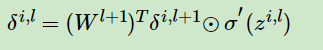 δ^{i,l} = (W^{l+1})^T δ^{i,l+1} ⊙ σ′(z^{i,l})